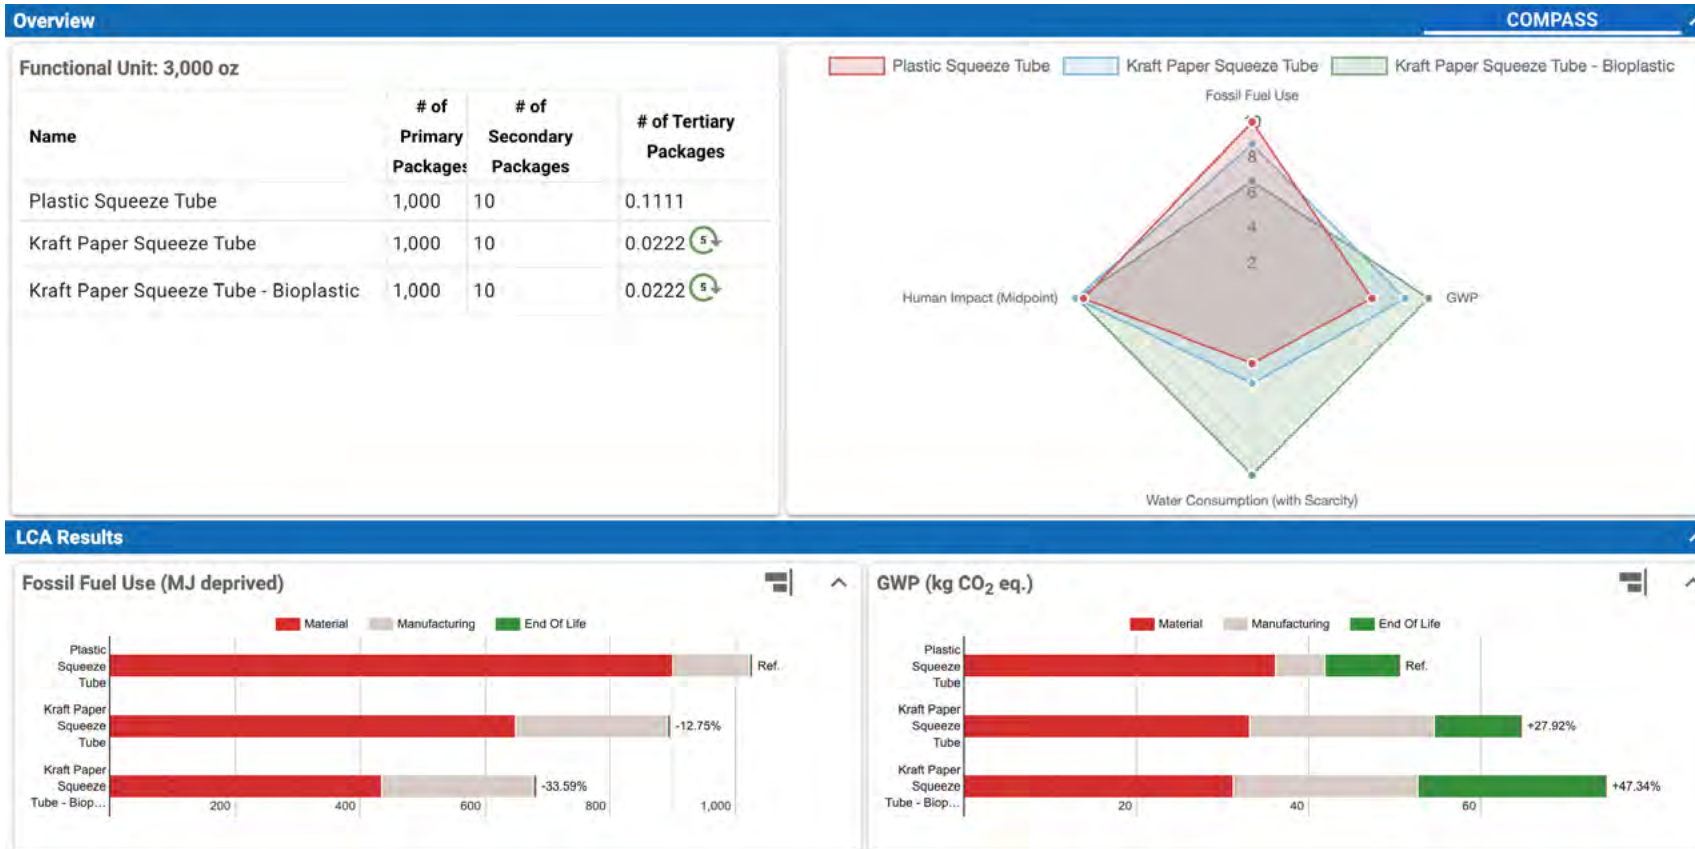 Overview
COMPASS
Functional Unit: 3,000 oz
Name
# of Primary Packages
# of Secondary Packages
# of Tertiary Packages
Plastic Squeeze Tube 1,000 10 0.1111
Kraft Paper Squeeze Tube 1,000 10 0.0222 5
Kraft Paper Squeeze Tube - Bioplastic 1,000 10 0.0222 5
Plastic Squeeze Tube Kraft Paper Squeeze Tube Kraft Paper Squeeze Tube - Bioplastic
Fossil Fuel Use
10
8
6
4
2
Human Impact (Midpoint)
GWP
Water Consumption (with Scarcity)
LCA Results
Fossil Fuel Use (MJ deprived)
Material Manufacturing End Of Life
Plastic
Squeeze
Tube
Ref.
Kraft Paper
Squeeze
Tube
-12.75%
Kraft Paper
Squeeze
Tube - Biop...
-33.59%
200 400 600 800 1,000
GWP (kg CO₂ eq.)
Material Manufacturing End Of Life
Plastic
Squeeze
Tube
Ref.
Kraft Paper
Squeeze
Tube
+27.92%
Kraft Paper
Squeeze
Tube - Biop...
+47.34%
20 40 60